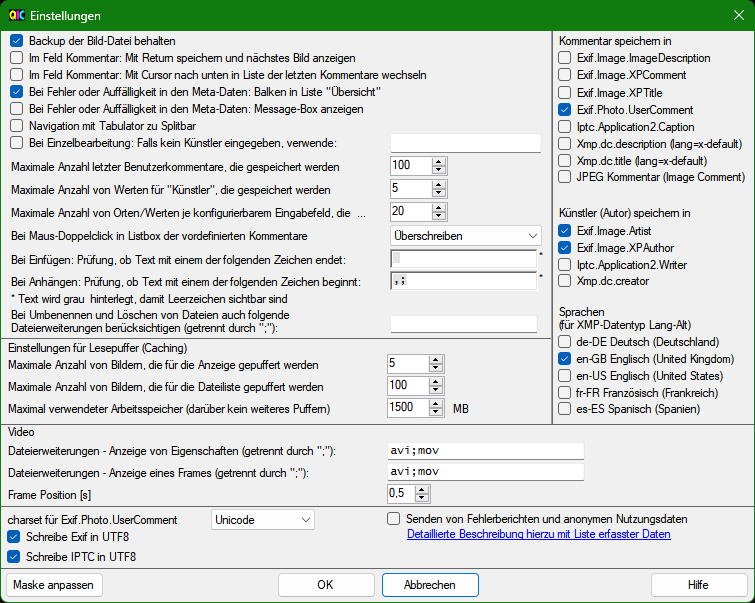 QIC Einstellungen
Backup der Bild-Datei behalten
Im Feld Kommentar: Mit Return speichern und nächstes Bild anzeigen
Im Feld Kommentar: Mit Cursor nach unten in Liste der letzten Kommentare wechseln
Bei Fehler oder Auffälligkeit in den Meta-Daten: Balken in Liste "Übersicht"
Bei Fehler oder Auffälligkeit in den Meta-Daten: Message-Box anzeigen
Navigation mit Tabulator zu Splitbar
Bei Einzelbearbeitung: Falls kein Künstler eingegeben, verwende:
Maximale Anzahl letzter Benutzerkommentare, die gespeichert werden 100
Maximale Anzahl von Werten für "Künstler", die gespeichert werden 5
Maximale Anzahl von Orten/Werten je konfigurierbarem Eingabefeld, die ... 20
Bei Maus-Doppelclick in Listbox der vordefinierten Kommentare Überschreiben
Bei Einfügen: Prüfung, ob Text mit einem der folgenden Zeichen endet: *
Bei Anhängen: Prüfung, ob Text mit einem der folgenden Zeichen beginnt: ,; *
* Text wird grau hinterlegt, damit Leerzeichen sichtbar sind
Bei Umbenennen und Löschen von Dateien auch folgende
Dateierweiterungen berücksichtigen (getrennt durch ";"):
Kommentar speichern in
Exif.Image.ImageDescription
Exif.Image.XPComment
Exif.Image.XPTitle
Exif.Photo.UserComment
Iptc.Application2.Caption
Xmp.dc.description (lang=x-default)
Xmp.dc.title (lang=x-default)
JPEG Kommentar (Image Comment)
Künstler (Autor) speichern in
Exif.Image.Artist
Exif.Image.XPAuthor
Iptc.Application2.Writer
Xmp.dc.creator
Sprachen
(für XMP-Datentyp Lang-Alt)
de-DE Deutsch (Deutschland)
en-GB Englisch (United Kingdom)
en-US Englisch (United States)
fr-FR Französisch (Frankreich)
es-ES Spanisch (Spanien)
Einstellungen für Lesepuffer (Caching)
Maximale Anzahl von Bildern, die für die Anzeige gepuffert werden 5
Maximale Anzahl von Bildern, die für die Dateiliste gepuffert werden 100
Maximal verwendeter Arbeitsspeicher (darüber kein weiteres Puffern) 1500 MB
Video
Dateierweiterungen - Anzeige von Eigenschaften (getrennt durch ";"): avi;mov
Dateierweiterungen - Anzeige eines Frames (getrennt durch ";"): avi;mov
Frame Position [s] 0,5
charset für Exif.Photo.UserComment Unicode
Schreibe Exif in UTF8
Schreibe IPTC in UTF8
Senden von Fehlerberichten und anonymen Nutzungsdaten
Detaillierte Beschreibung hierzu mit Liste erfasster Daten
Maske anpassen OK Abbrechen Hilfe